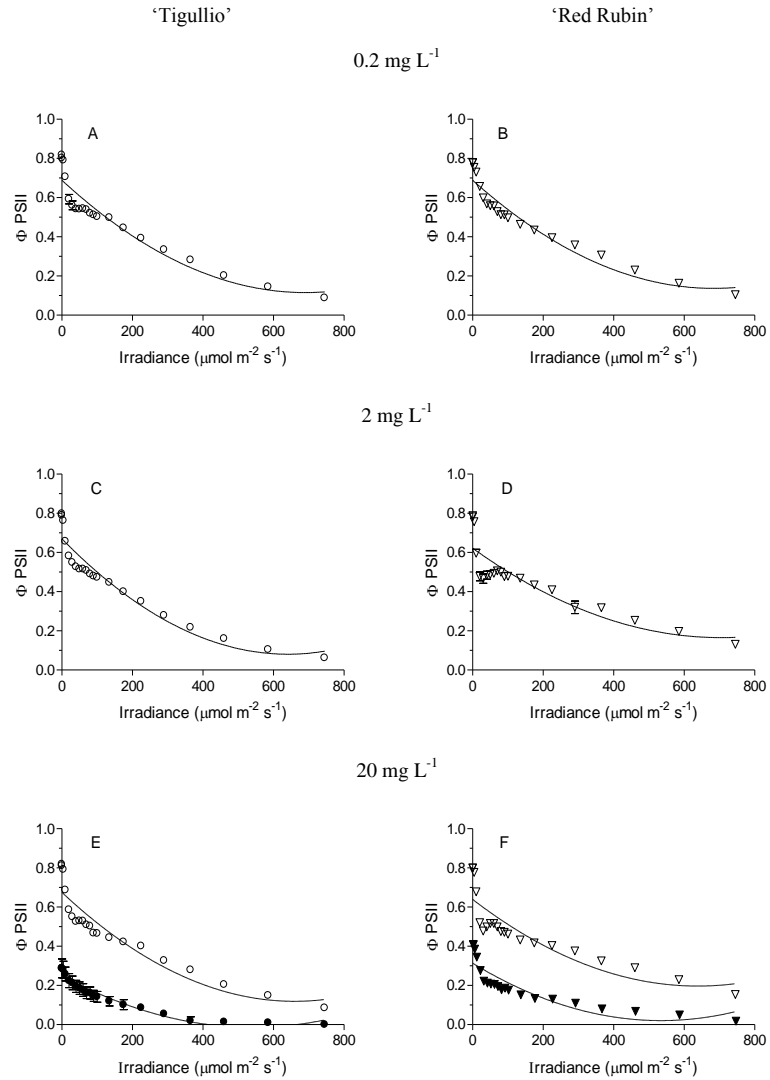 ‘Tigullio’ ‘Red Rubin’
0.2 mg L-1
A
1.0
0.8
0.6
0.4
0.2
0.0
Φ PSII
0 200 400 600 800
Irradiance (μmol m-2 s-1)
B
1.0
0.8
0.6
0.4
0.2
0.0
Φ PSII
0 200 400 600 800
Irradiance (μmol m-2 s-1)
2 mg L-1
C
1.0
0.8
0.6
0.4
0.2
0.0
Φ PSII
0 200 400 600 800
Irradiance (μmol m-2 s-1)
D
1.0
0.8
0.6
0.4
0.2
0.0
Φ PSII
0 200 400 600 800
Irradiance (μmol m-2 s-1)
20 mg L-1
E
1.0
0.8
0.6
0.4
0.2
0.0
Φ PSII
0 200 400 600 800
Irradiance (μmol m-2 s-1)
F
1.0
0.8
0.6
0.4
0.2
0.0
Φ PSII
0 200 400 600 800
Irradiance (μmol m-2 s-1)